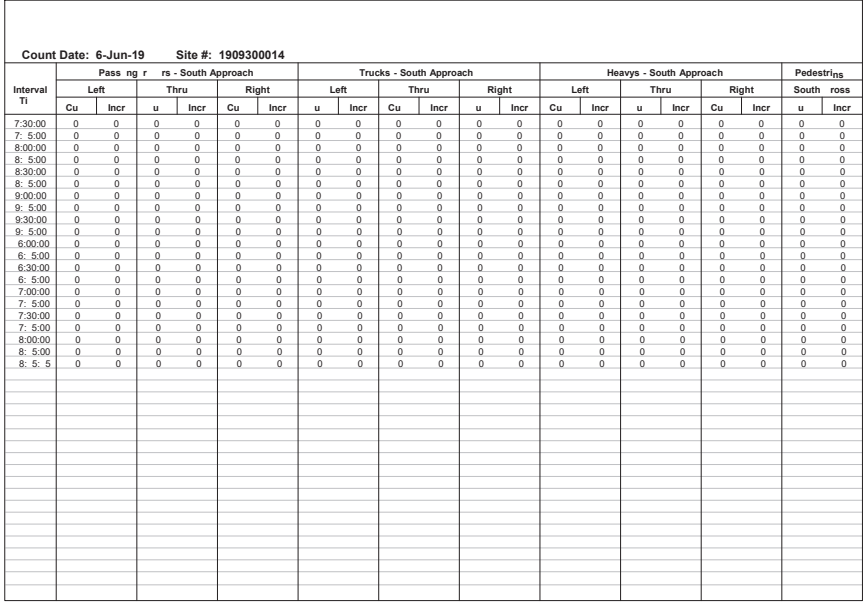 Count Date: 6-Jun-19 Site #: 1909300014
Pass ng r rs - South Approach Trucks - South Approach Heavys - South Approach Pedestrins
Interval Left Thru Right Left Thru Right Left Thru Right South ross
Ti Cu Incr u Incr Cu Incr u Incr Cu Incr u Incr Cu Incr u Incr Cu Incr u Incr
7:30:00 0 0 0 0 0 0 0 0 0 0 0 0 0 0 0 0 0 0 0 0
7: 5:00 0 0 0 0 0 0 0 0 0 0 0 0 0 0 0 0 0 0 0 0
8:00:00 0 0 0 0 0 0 0 0 0 0 0 0 0 0 0 0 0 0 0 0
8: 5:00 0 0 0 0 0 0 0 0 0 0 0 0 0 0 0 0 0 0 0 0
8:30:00 0 0 0 0 0 0 0 0 0 0 0 0 0 0 0 0 0 0 0 0
8: 5:00 0 0 0 0 0 0 0 0 0 0 0 0 0 0 0 0 0 0 0 0
9:00:00 0 0 0 0 0 0 0 0 0 0 0 0 0 0 0 0 0 0 0 0
9: 5:00 0 0 0 0 0 0 0 0 0 0 0 0 0 0 0 0 0 0 0 0
9:30:00 0 0 0 0 0 0 0 0 0 0 0 0 0 0 0 0 0 0 0 0
9: 5:00 0 0 0 0 0 0 0 0 0 0 0 0 0 0 0 0 0 0 0 0
6:00:00 0 0 0 0 0 0 0 0 0 0 0 0 0 0 0 0 0 0 0 0
6: 5:00 0 0 0 0 0 0 0 0 0 0 0 0 0 0 0 0 0 0 0 0
6:30:00 0 0 0 0 0 0 0 0 0 0 0 0 0 0 0 0 0 0 0 0
6: 5:00 0 0 0 0 0 0 0 0 0 0 0 0 0 0 0 0 0 0 0 0
7:00:00 0 0 0 0 0 0 0 0 0 0 0 0 0 0 0 0 0 0 0 0
7: 5:00 0 0 0 0 0 0 0 0 0 0 0 0 0 0 0 0 0 0 0 0
7:30:00 0 0 0 0 0 0 0 0 0 0 0 0 0 0 0 0 0 0 0 0
7: 5:00 0 0 0 0 0 0 0 0 0 0 0 0 0 0 0 0 0 0 0 0
8:00:00 0 0 0 0 0 0 0 0 0 0 0 0 0 0 0 0 0 0 0 0
8: 5:00 0 0 0 0 0 0 0 0 0 0 0 0 0 0 0 0 0 0 0 0
8: 5: 5 0 0 0 0 0 0 0 0 0 0 0 0 0 0 0 0 0 0 0 0